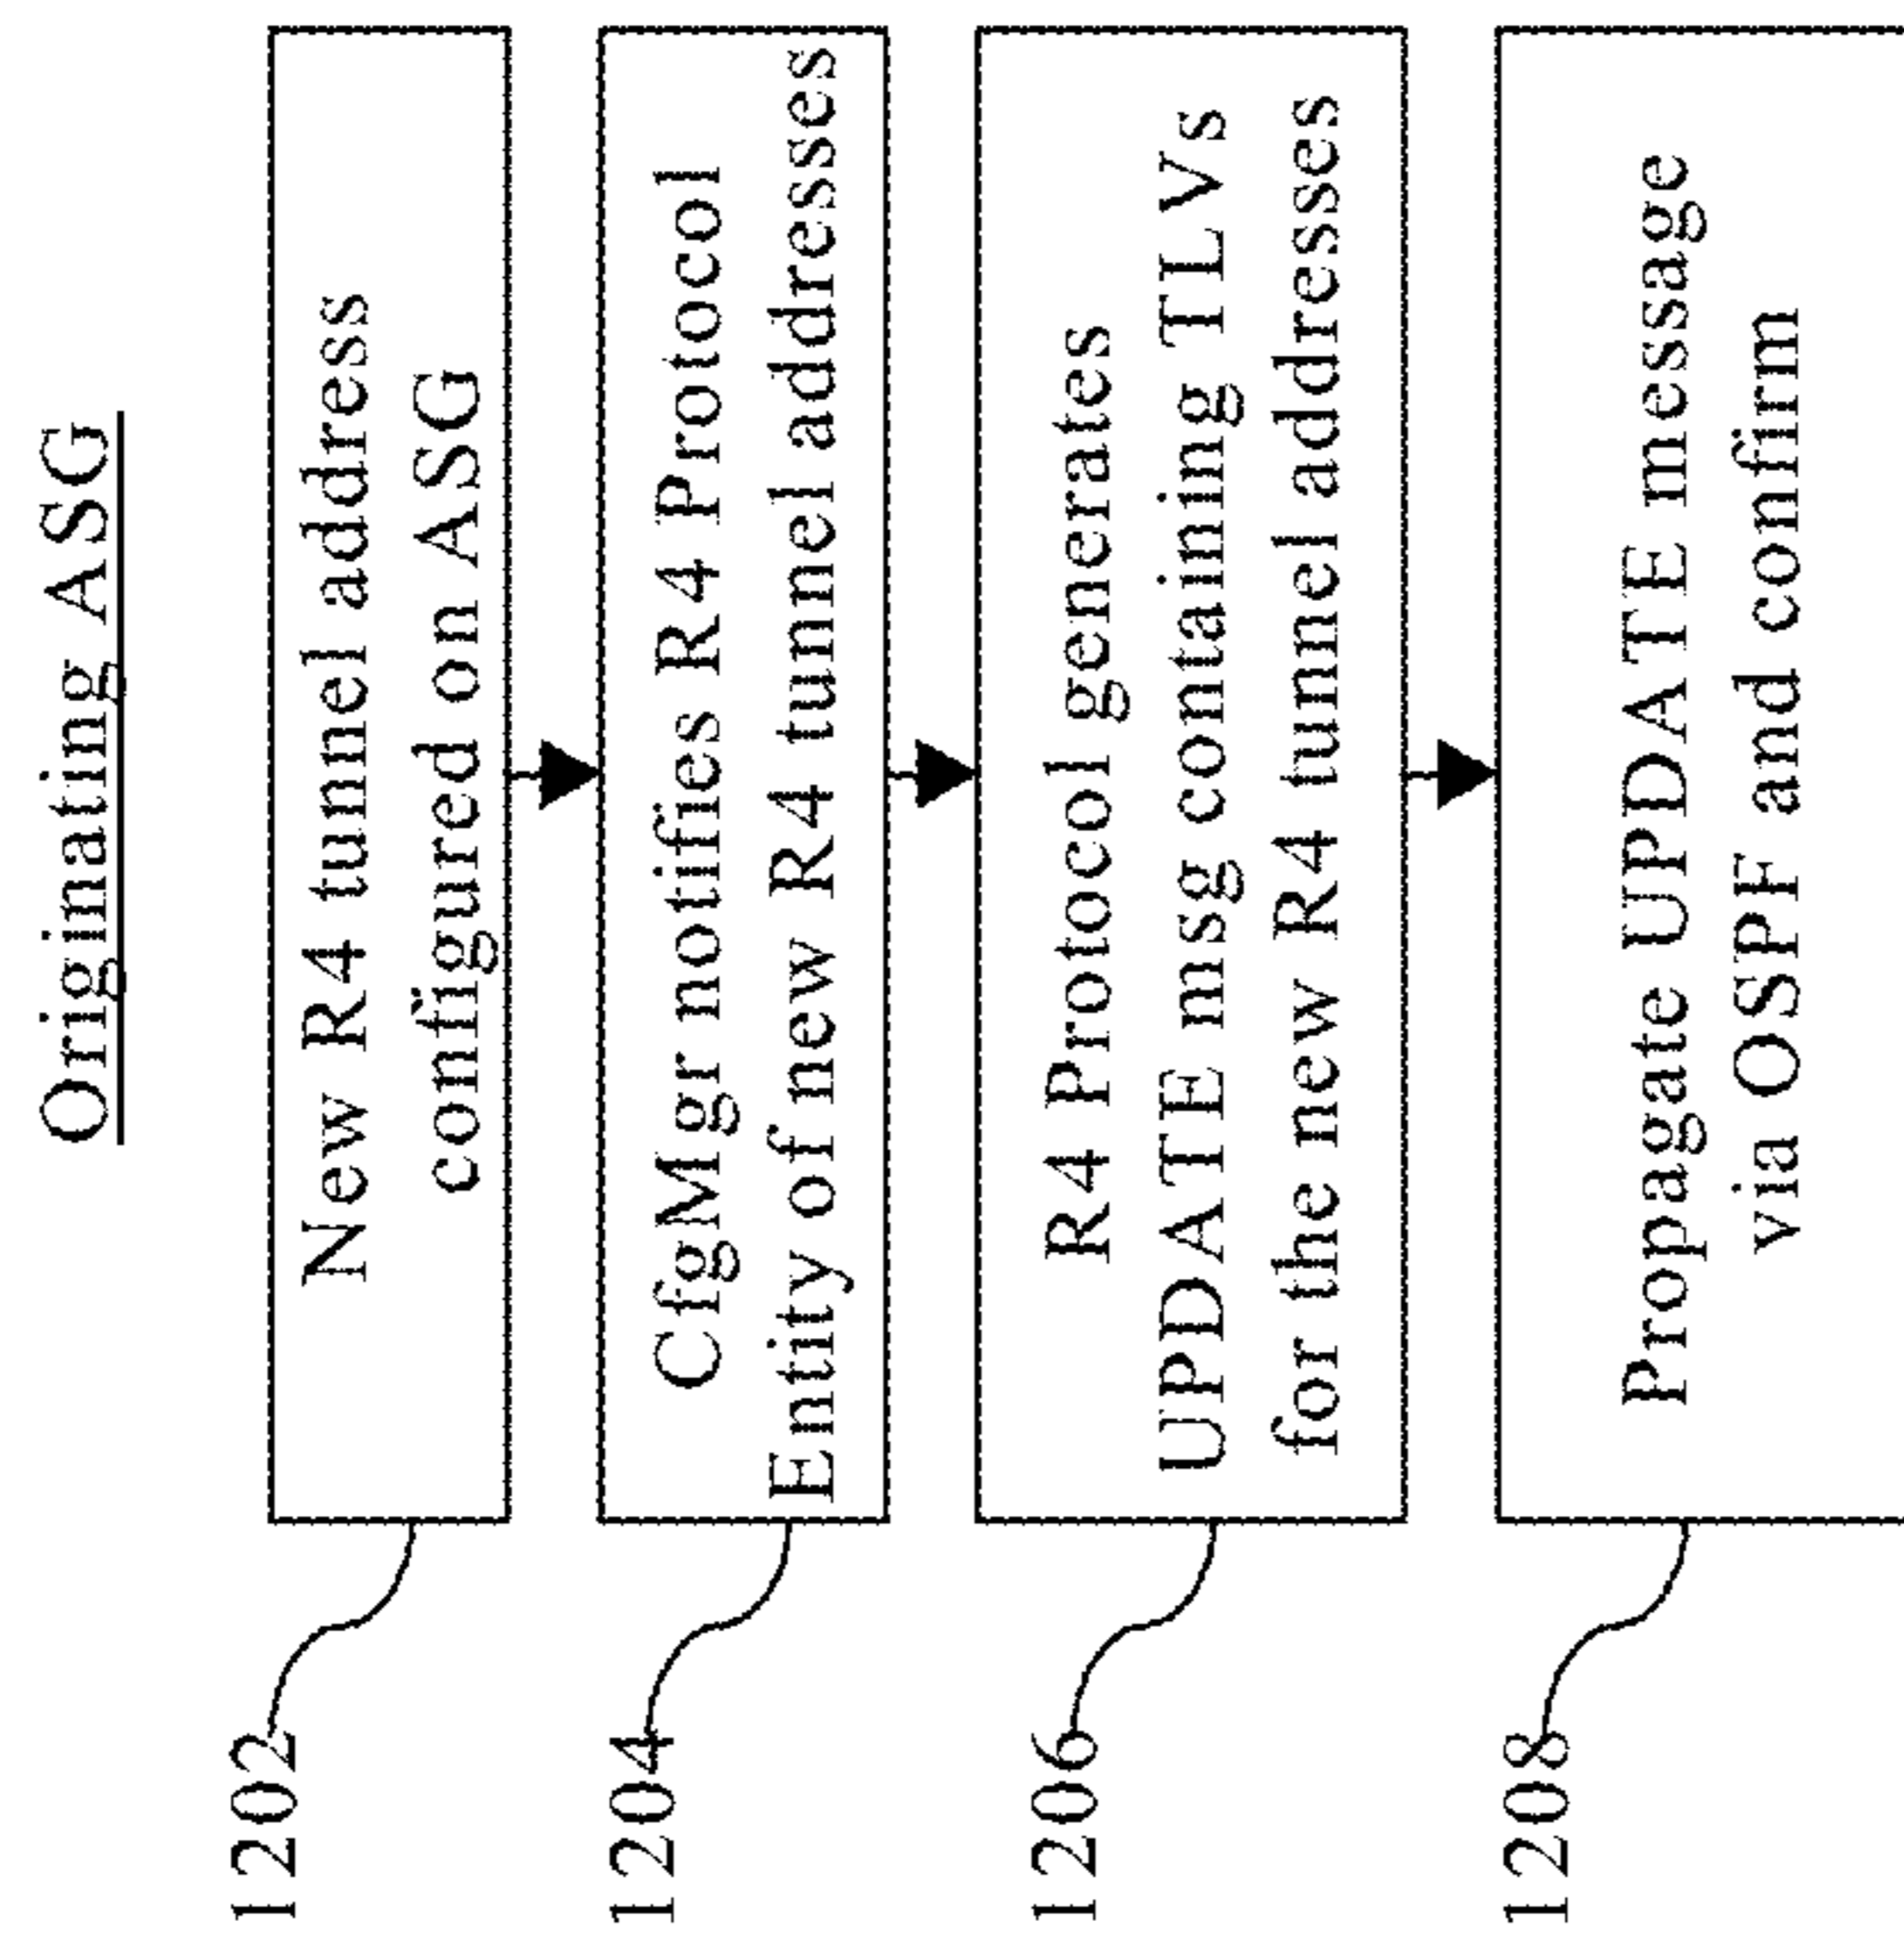 Originating ASG
1202
New R4 tunnel address
configured on ASG
1204
CfgMgr notifies R4 Protocol
Entity of new R4 tunnel addresses
1206
R4 Protocol generates
UPDATE msg containing TLVs
for the new R4 tunnel addresses
1208
Propagate UPDATE message
via OSPF and confirm